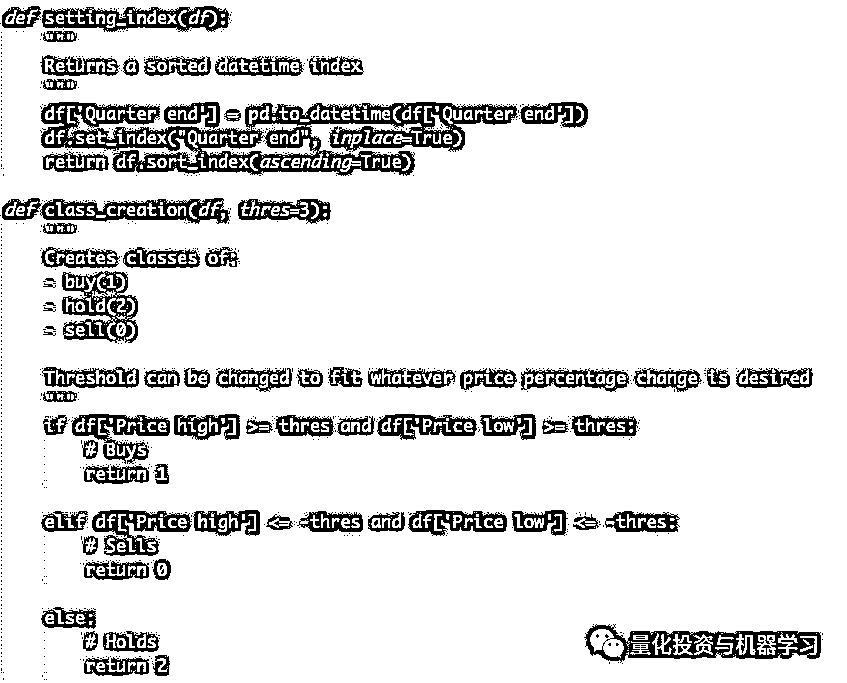 def setting_index(df):
    """
    Returns a sorted datetime index
    """
    df['Quarter end'] = pd.to_datetime(df['Quarter end'])
    df.set_index("Quarter end", inplace=True)
    return df.sort_index(ascending=True)
def class_creation(df, thres=3):
    """
    Creates classes of:
    - buy(1)
    - hold(2)
    - sell(0)
    Threshold can be changed to fit whatever price percentage change is desired
    """
    if df['Price high'] >= thres and df['Price low'] >= thres:
        # Buys
        return 1
    elif df['Price high'] <= -thres and df['Price low'] <= -thres:
        # Sells
        return 0
    else:
        # Holds
        return 2
量化投资与机器学习